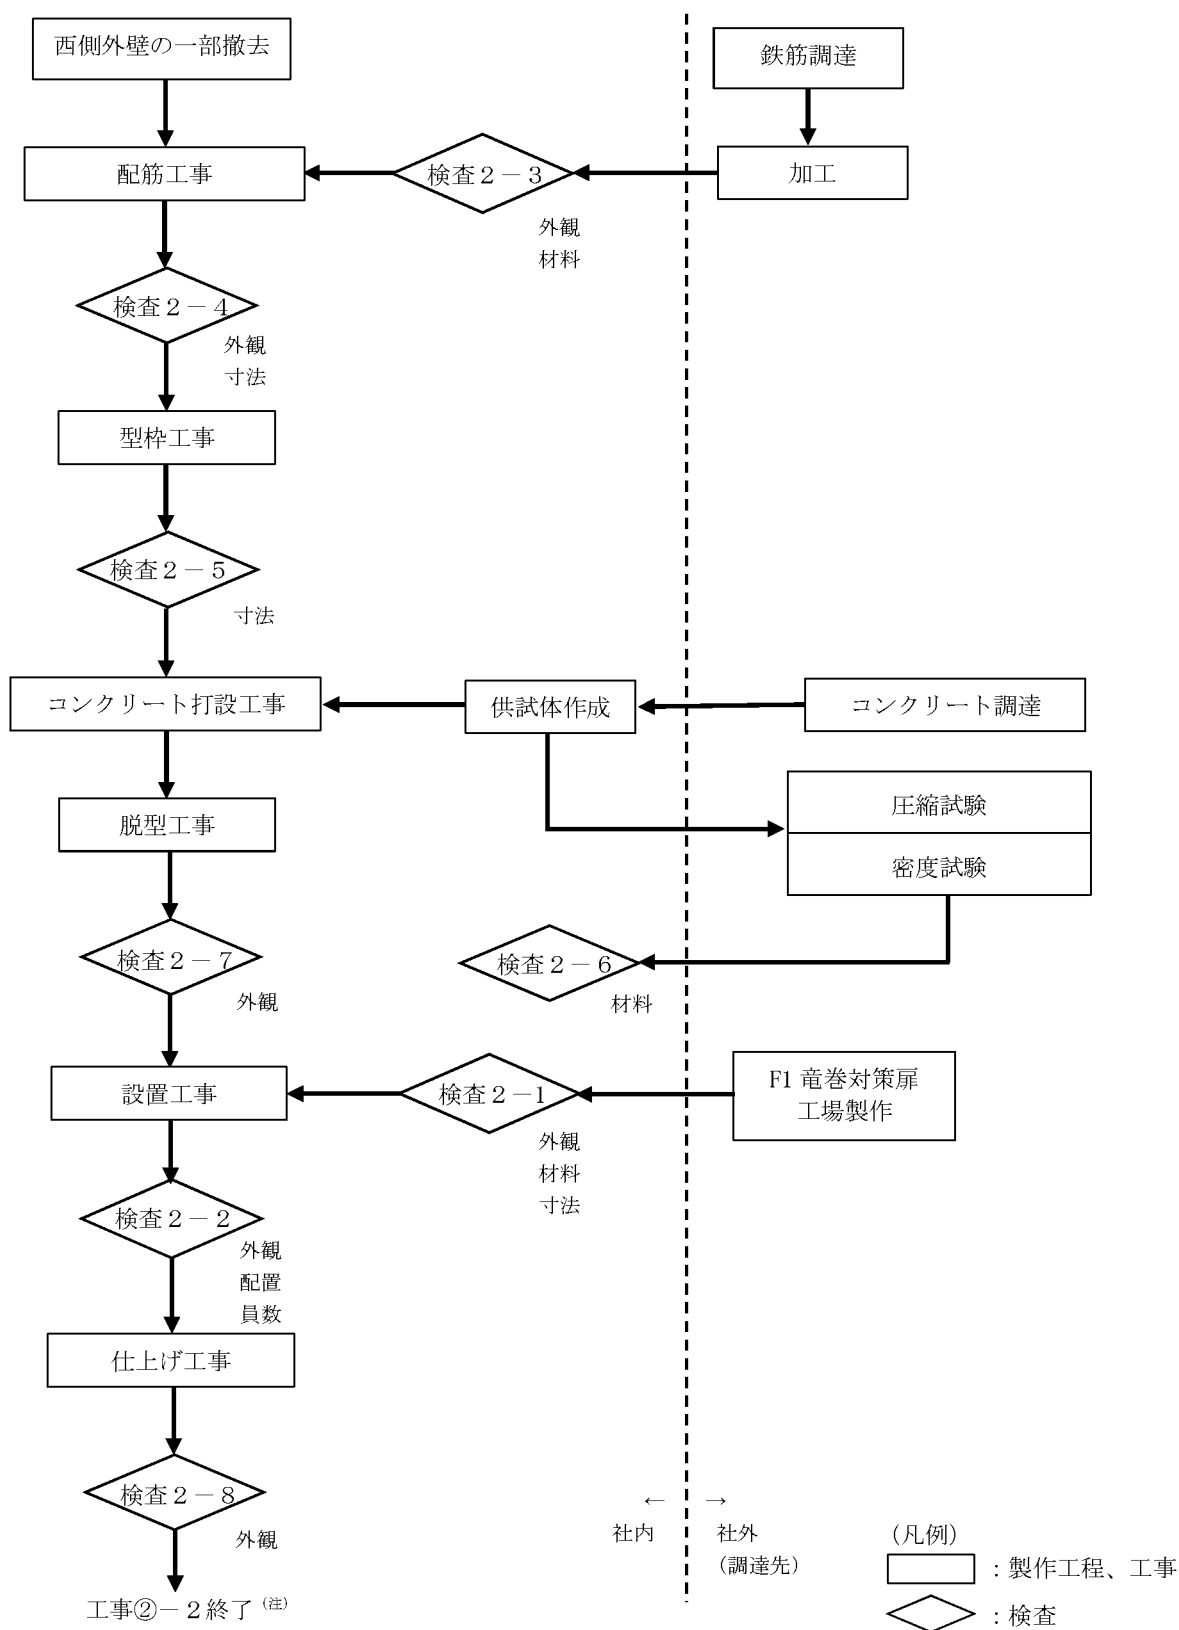 西側外壁の一部撤去
鉄筋調達
配筋工事
検査2－3
加工
外観
材料
検査2－4
外観
寸法
型枠工事
検査2－5
寸法
コンクリート打設工事
供試体作成
コンクリート調達
脱型工事
圧縮試験
密度試験
検査2－7
外観
検査2－6
材料
設置工事
検査2－1
F1 竜巻対策扉
工場製作
外観
材料
寸法
検査2－2
外観
配置
員数
仕上げ工事
検査2－8
外観
← →
社内 社外
(調達先)
(凡例)
：製作工程、工事
：検査
工事②－2終了 (注)